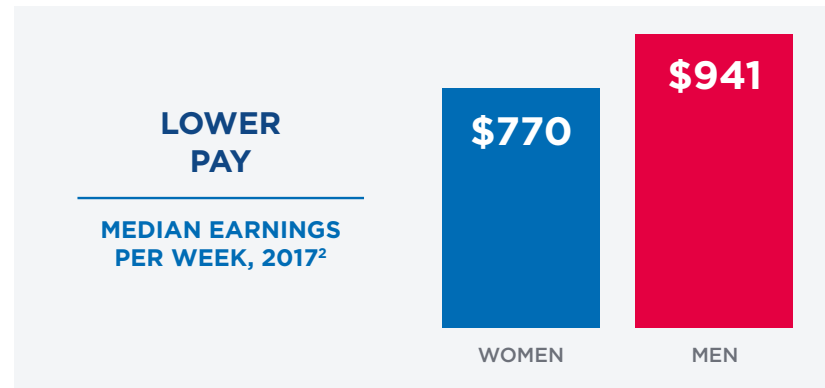 LOWER
PAY
MEDIAN EARNINGS
PER WEEK, 2017²
$770
$941
WOMEN
MEN